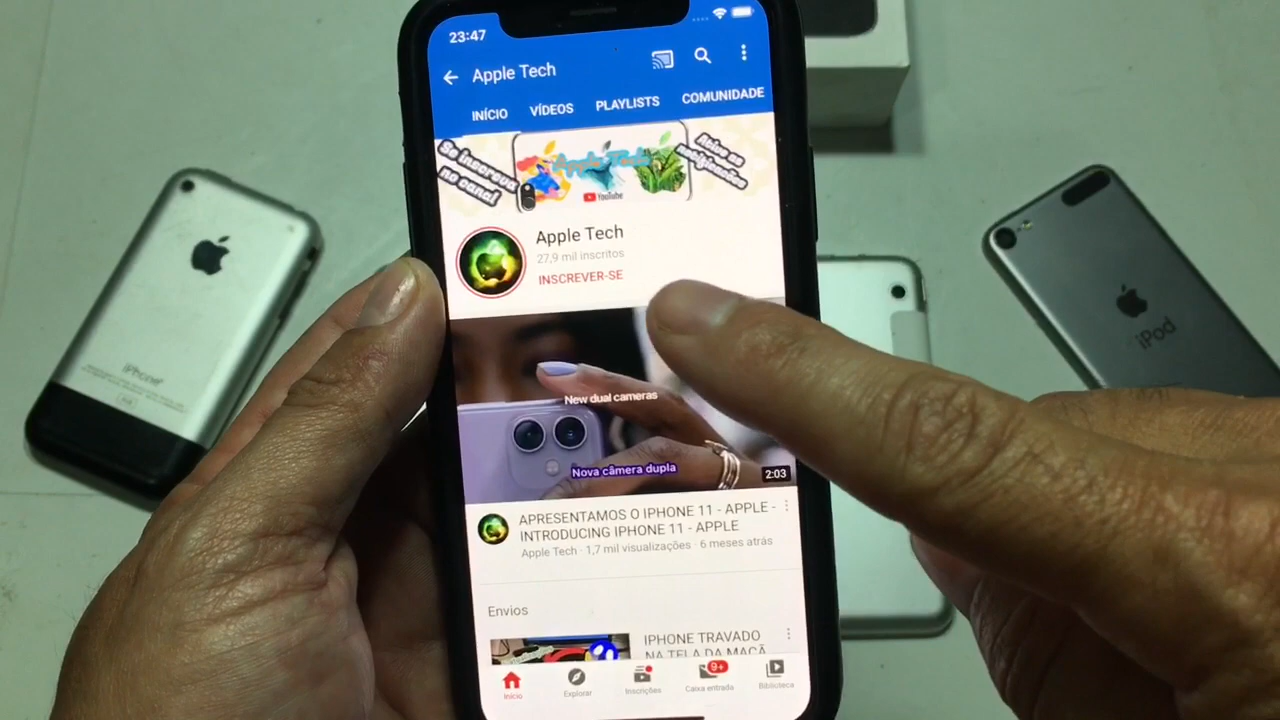 23:47
Apple Tech
INÍCIO VÍDEOS PLAYLISTS COMUNIDADE
Se inscreva
no canal
Apple Tech
YouTube
Ative as
notificações
Apple Tech
27,9 mil inscritos
INSCREVER-SE
New dual cameras
Nova câmera dupla
2:03
APRESENTAMOS O IPHONE 11 - APPLE -
INTRODUCING IPHONE 11 - APPLE
Apple Tech · 1,7 mil visualizações · 6 meses atrás
Envios
IPHONE TRAVADO
NA TELA DA MAÇÃ
Início Explorar Inscrições Caixa entrada Biblioteca
9+
iPhone
iPod